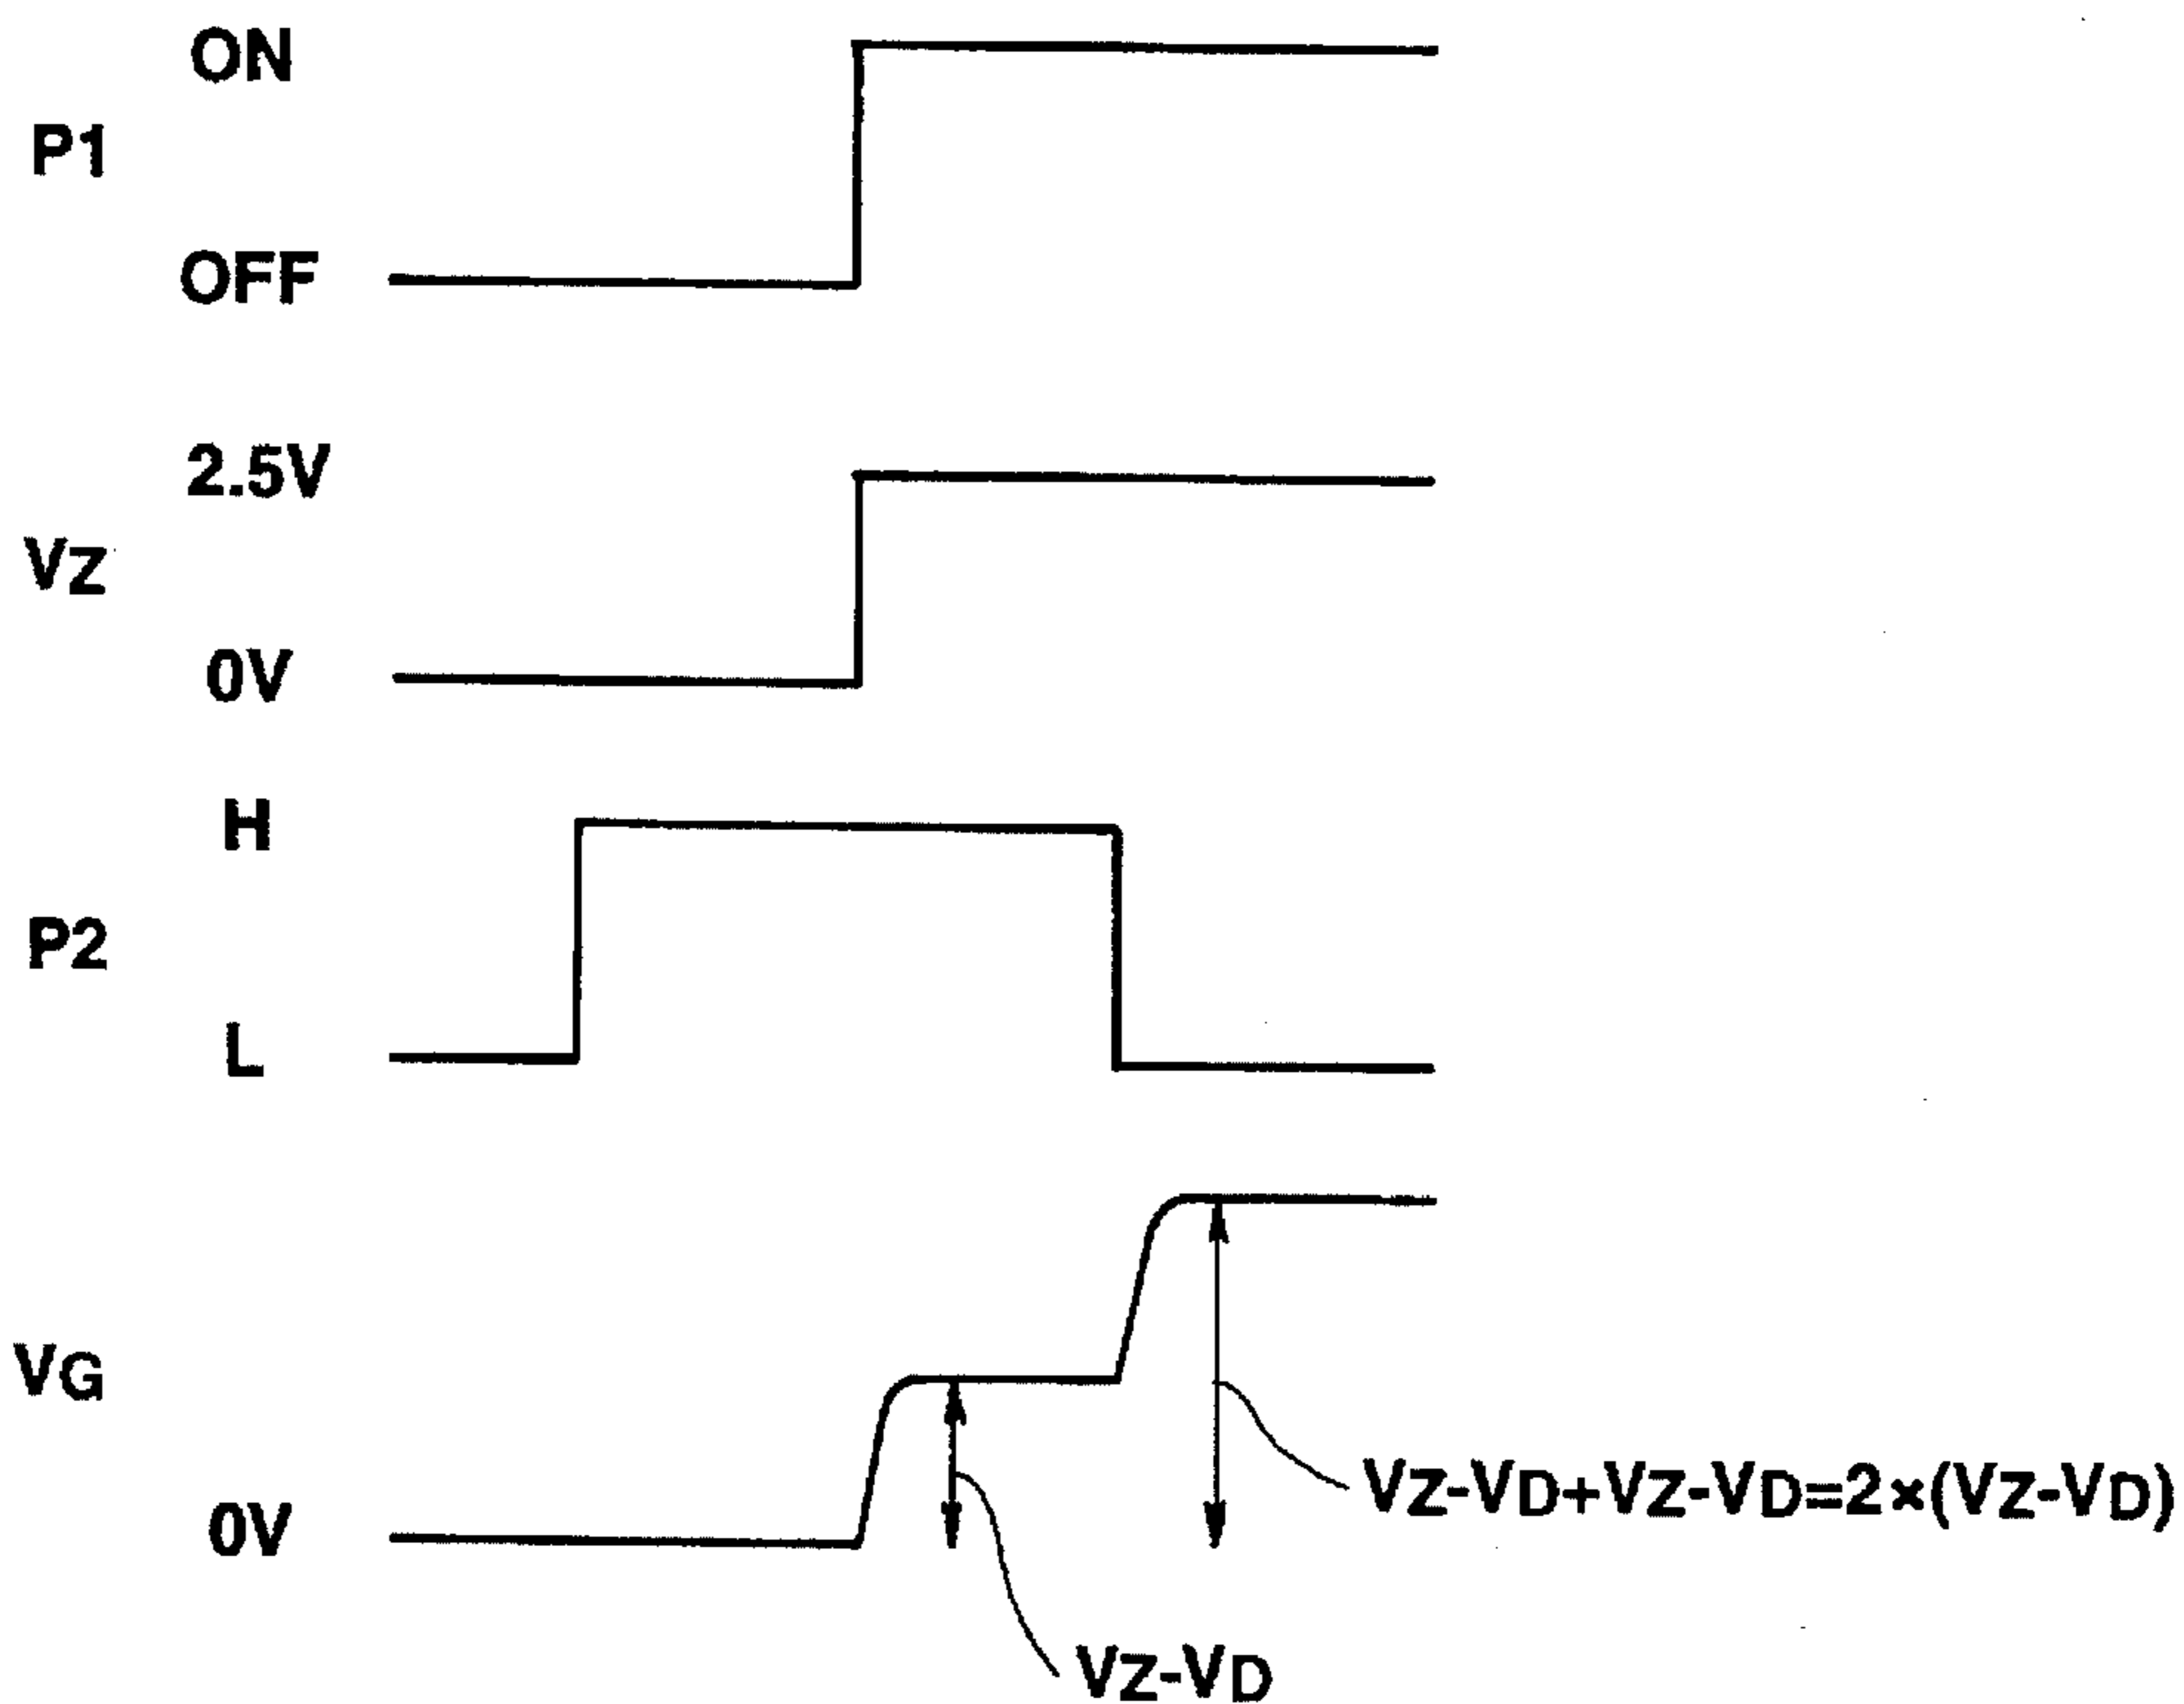 ON
P1
OFF
2.5V
VZ
0V
H
P2
L
VG
0V
VZ-VD+VZ-VD=2×(VZ-VD)
VZ-VD